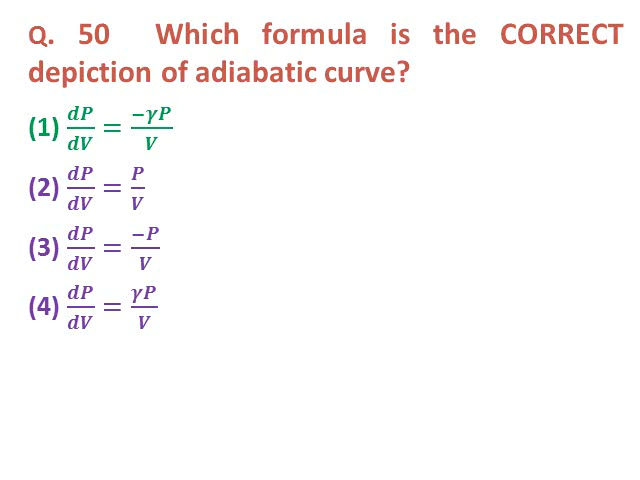 Q. 50 Which formula is the CORRECT
depiction of adiabatic curve?
(1) dP/dV = −γP/V
(2) dP/dV = P/V
(3) dP/dV = −P/V
(4) dP/dV = γP/V